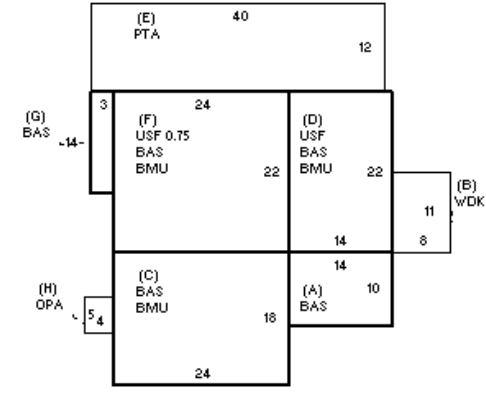 (E) 40
PTA
12
3 24
(G)
BAS
-14-
(F)
USF 0.75
BAS
BMU
22
(D)
USF
BAS
BMU
22
14
(B)
WDK
11
8
(H)
OPA
5
4
(C)
BAS
BMU
18
24
14
(A)
BAS
10